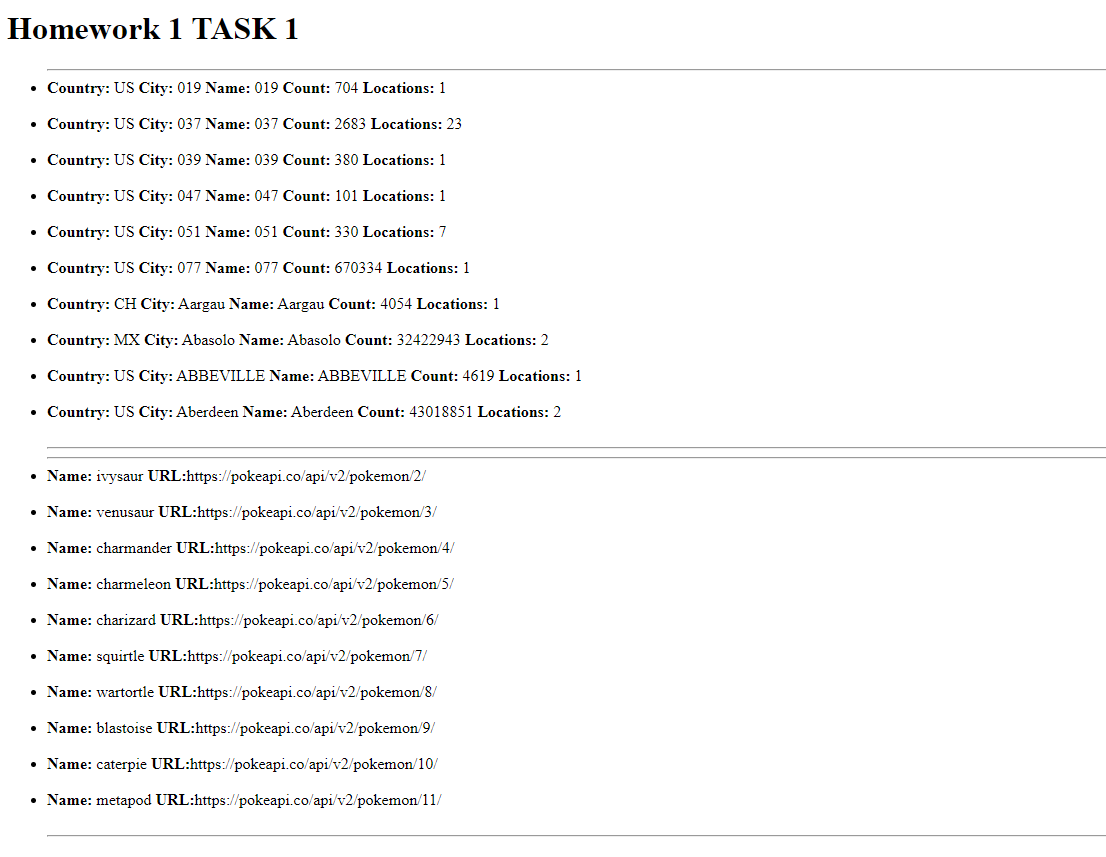 Homework 1 TASK 1
Country: US City: 019 Name: 019 Count: 704 Locations: 1
Country: US City: 037 Name: 037 Count: 2683 Locations: 23
Country: US City: 039 Name: 039 Count: 380 Locations: 1
Country: US City: 047 Name: 047 Count: 101 Locations: 1
Country: US City: 051 Name: 051 Count: 330 Locations: 7
Country: US City: 077 Name: 077 Count: 670334 Locations: 1
Country: CH City: Aargau Name: Aargau Count: 4054 Locations: 1
Country: MX City: Abasolo Name: Abasolo Count: 32422943 Locations: 2
Country: US City: ABBEVILLE Name: ABBEVILLE Count: 4619 Locations: 1
Country: US City: Aberdeen Name: Aberdeen Count: 43018851 Locations: 2
Name: ivysaur URL:https://pokeapi.co/api/v2/pokemon/2/
Name: venusaur URL:https://pokeapi.co/api/v2/pokemon/3/
Name: charmander URL:https://pokeapi.co/api/v2/pokemon/4/
Name: charmeleon URL:https://pokeapi.co/api/v2/pokemon/5/
Name: charizard URL:https://pokeapi.co/api/v2/pokemon/6/
Name: squirtle URL:https://pokeapi.co/api/v2/pokemon/7/
Name: wartortle URL:https://pokeapi.co/api/v2/pokemon/8/
Name: blastoise URL:https://pokeapi.co/api/v2/pokemon/9/
Name: caterpie URL:https://pokeapi.co/api/v2/pokemon/10/
Name: metapod URL:https://pokeapi.co/api/v2/pokemon/11/